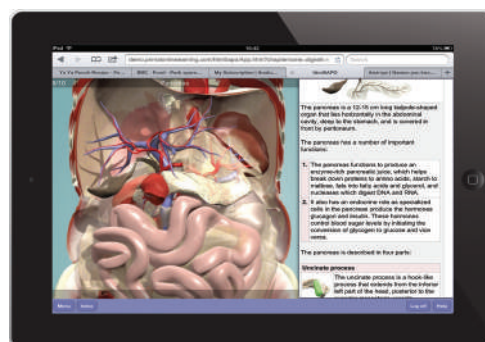 iPad
Search
The pancreas is a 12-15 cm long tadpole-shaped
organ that lies horizontally in the abdominal
cavity, deep to the stomach, and is covered in
front by peritoneum.
The pancreas has a number of important
functions:
1. The pancreas functions to produce an
enzyme-rich pancreatic juice, which helps
break down proteins to amino acids, starch to
maltose, fats into fatty acids and glycerol, and
nucleases which digest DNA and RNA.
2. It also has an endocrine role as specialized
cells in the pancreas produce the hormones
glucagon and insulin. These hormones
control blood sugar levels by initiating the
conversion of glycogen to glucose and vice
versa.
The pancreas is described in four parts:
Uncinate process
The uncinate process is a hook-like
process that extends from the inferior
left part of the head, posterior to the
Menu
Log off
Help